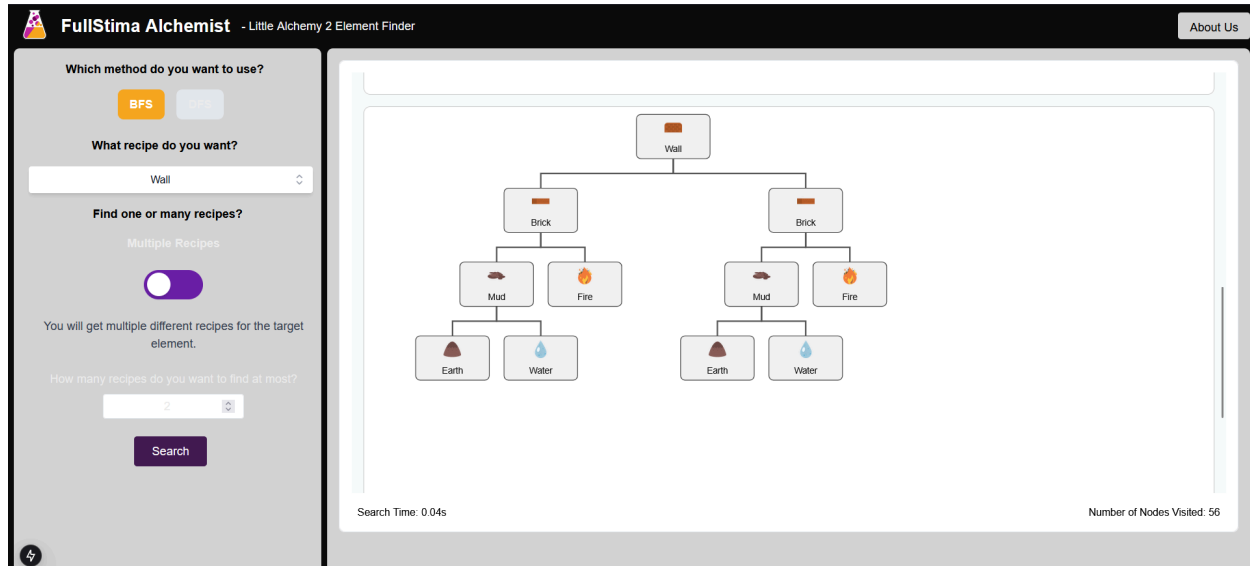 FullStima Alchemist - Little Alchemy 2 Element Finder
About Us
Which method do you want to use?
BFS DFS
What recipe do you want?
Wall
Find one or many recipes?
Multiple Recipes
You will get multiple different recipes for the target
element.
How many recipes do you want to find at most?
2
Search
Wall
Brick Brick
Mud Fire Mud Fire
Earth Water Earth Water
Search Time: 0.04s
Number of Nodes Visited: 56